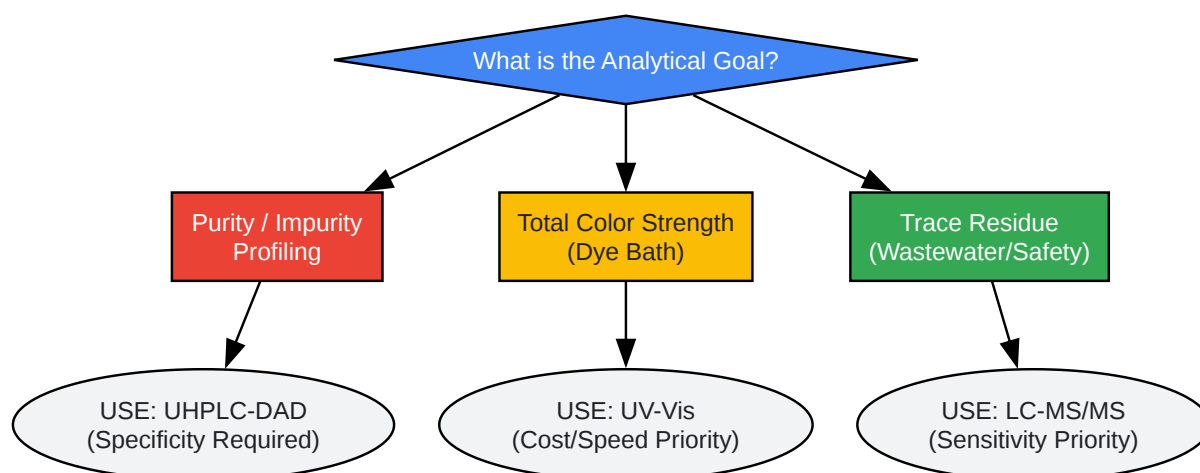 What is the Analytical Goal?
Purity / Impurity
Profiling
Total Color Strength
(Dye Bath)
Trace Residue
(Wastewater/Safety)
USE: UHPLC-DAD
(Specificity Required)
USE: UV-Vis
(Cost/Speed Priority)
USE: LC-MS/MS
(Sensitivity Priority)